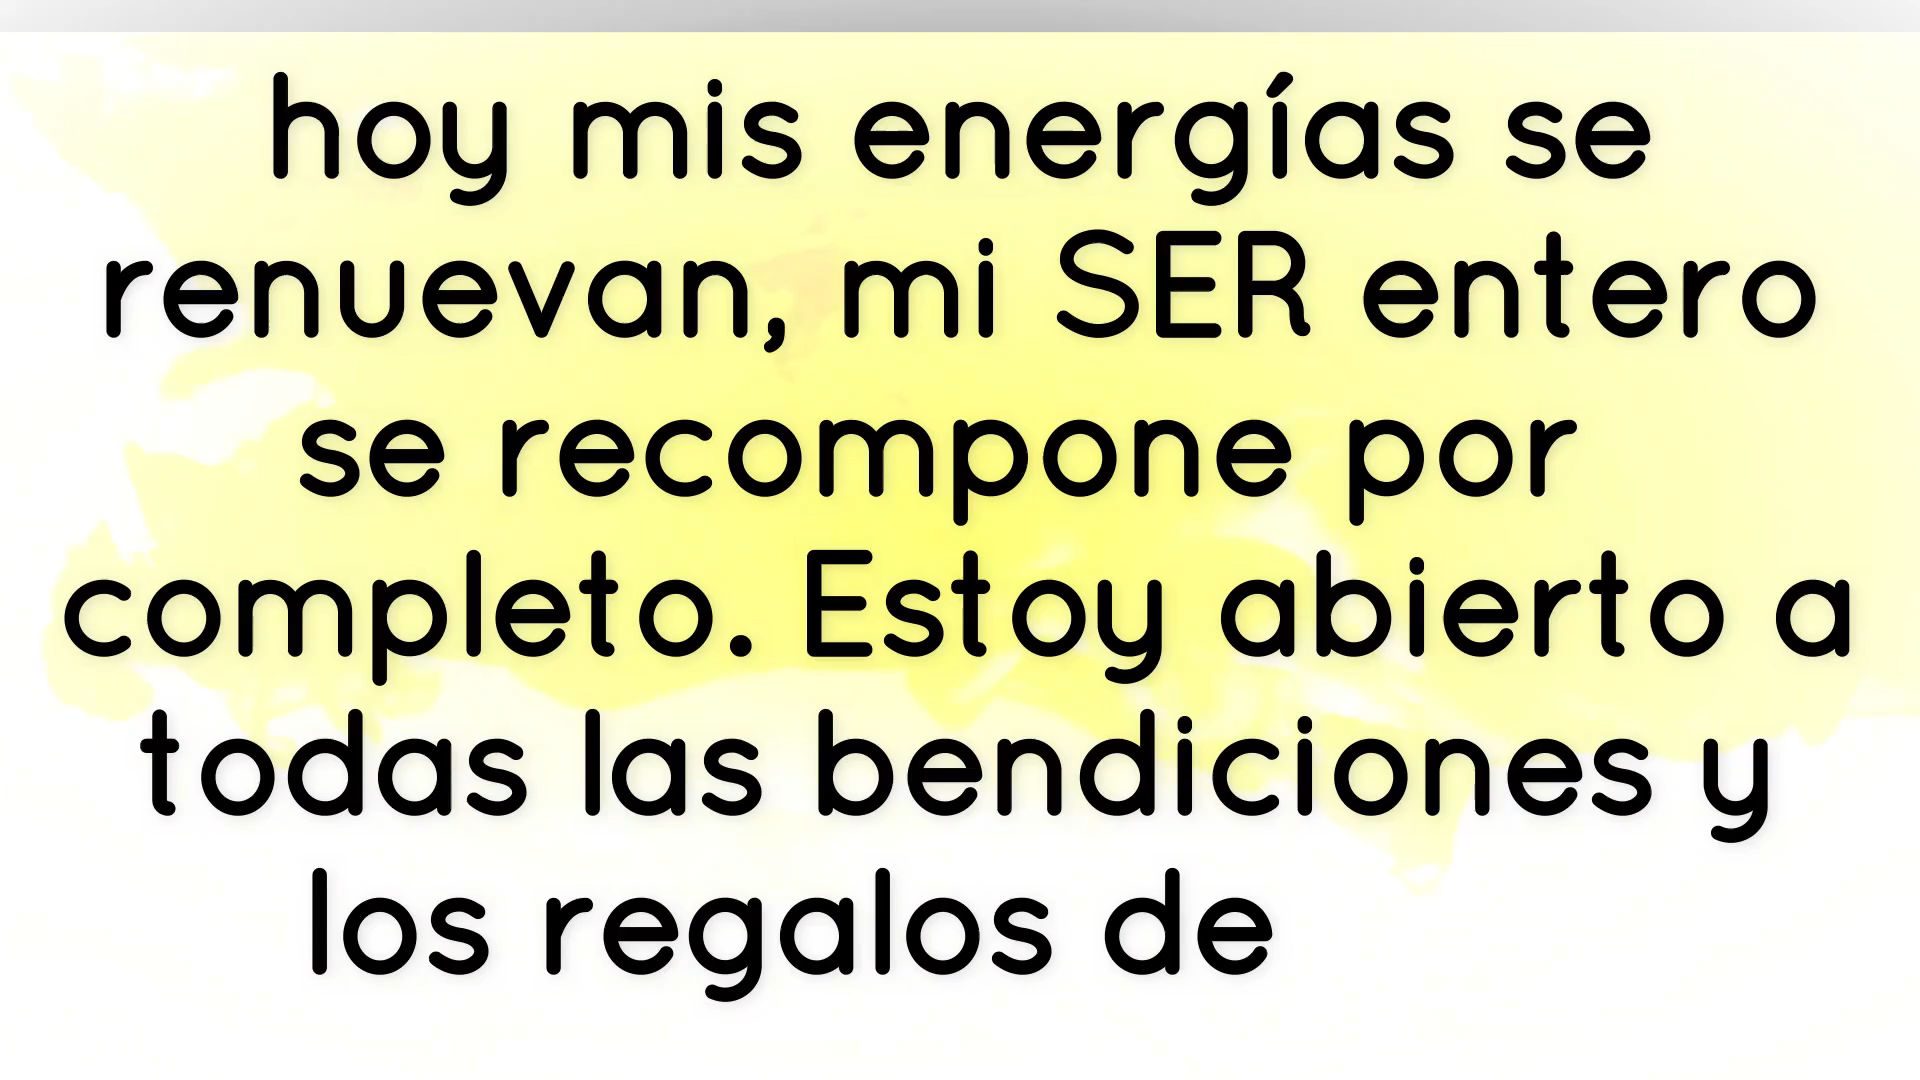 hoy mis energías se
renuevan, mi SER entero
se recompone por
completo. Estoy abierto a
todas las bendiciones y
los regalos de